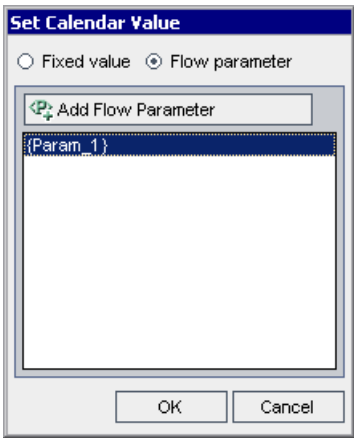 Set Calendar Value
Fixed value Flow parameter
Add Flow Parameter
{Param_1}
OK Cancel